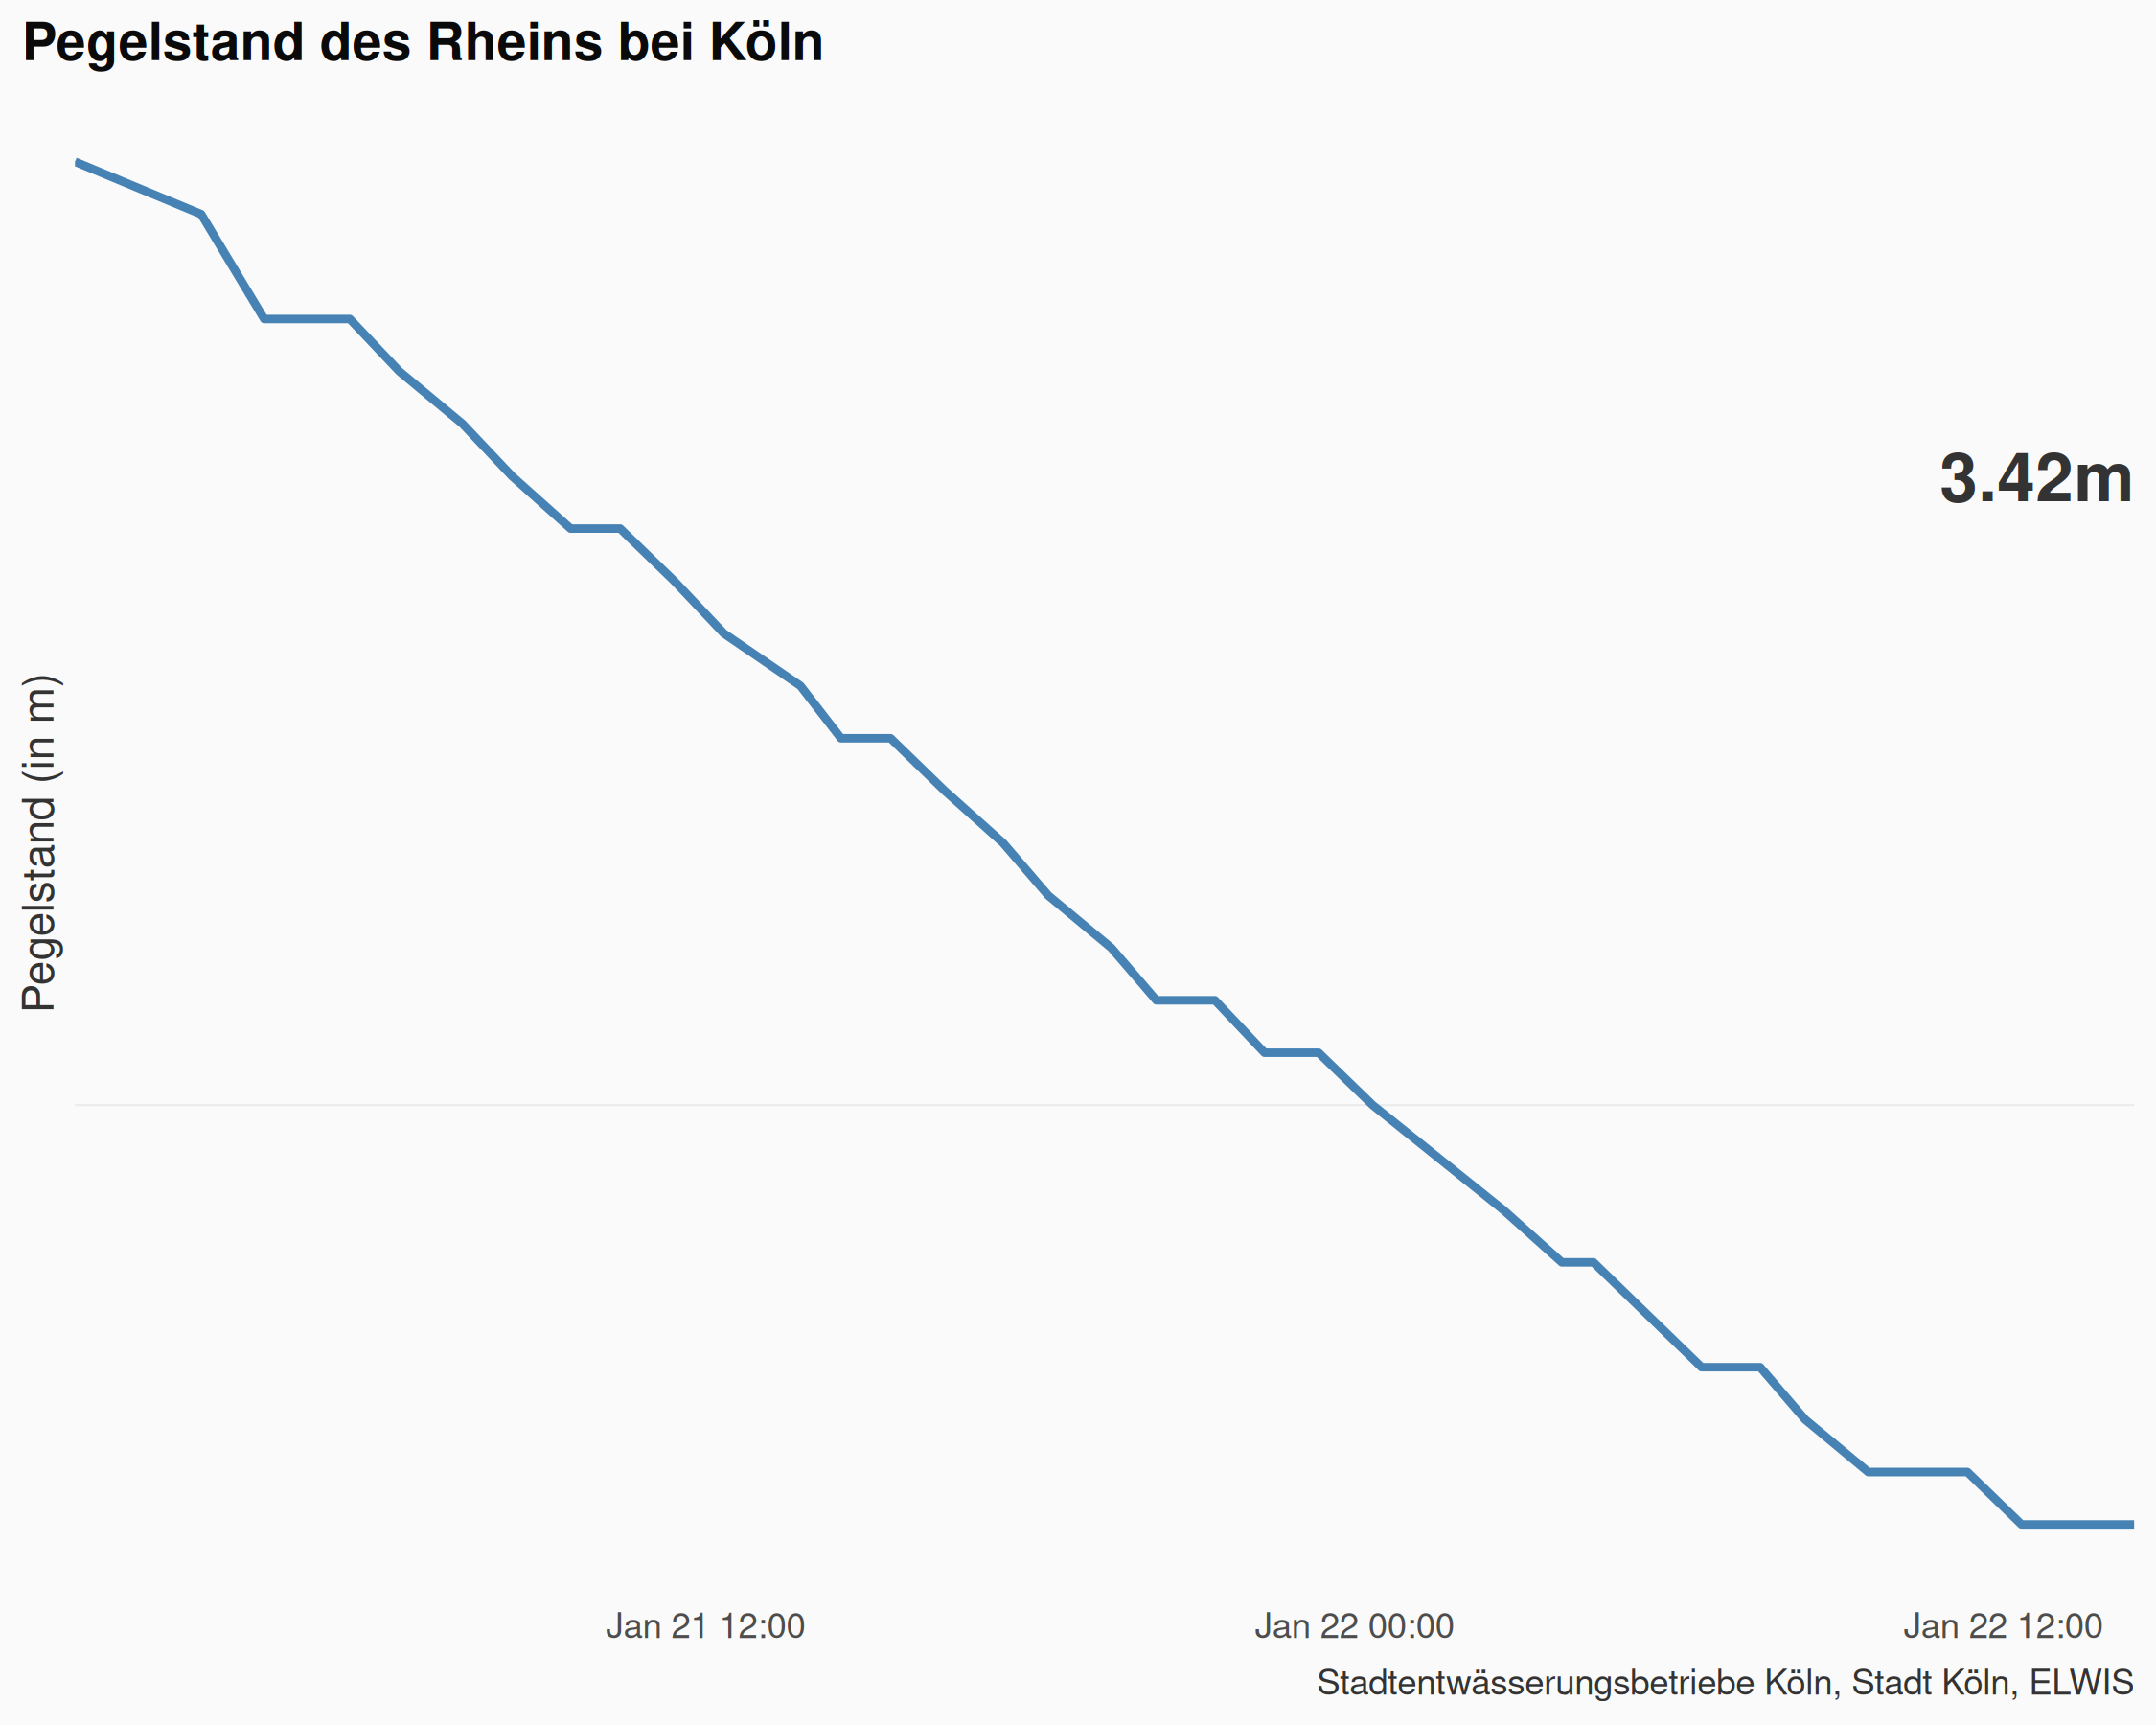 Pegelstand des Rheins bei Köln
3.42m
Pegelstand (in m)
Jan 21 12:00
Jan 22 00:00
Jan 22 12:00
Stadtentwässerungsbetriebe Köln, Stadt Köln, ELWIS